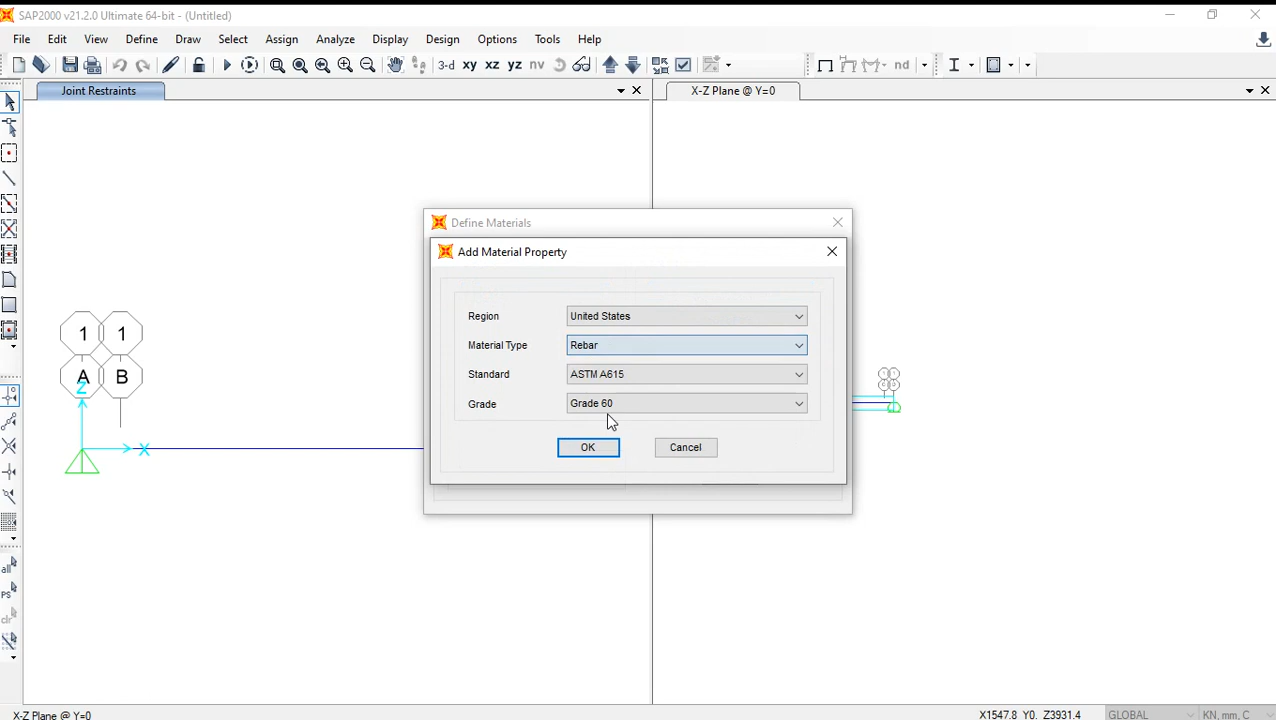 SAP2000 v21.2.0 Ultimate 64-bit - (Untitled)
File Edit View Define Draw Select Assign Analyze Display Design Options Tools Help
3-d xy xz yz nv nd
Joint Restraints
X-Z Plane @ Y=0
Define Materials
Add Material Property
Region United States
Material Type Rebar
Standard ASTM A615
Grade Grade 60
OK Cancel
1 1
A B
Z
X
all
PS
clr
X-Z Plane @ Y=0
X1547.8 Y0. Z3931.4
GLOBAL
KN, mm, C